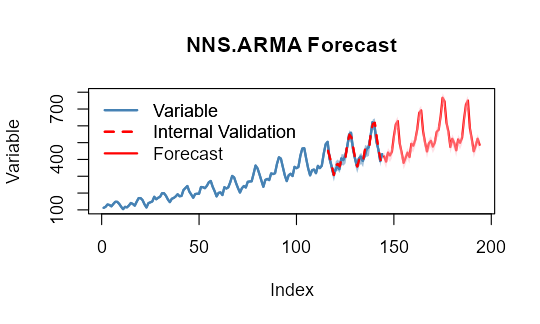 NNS.ARMA Forecast
Variable
700
400
100
Variable
Internal Validation
Forecast
0 50 100 150 200
Index